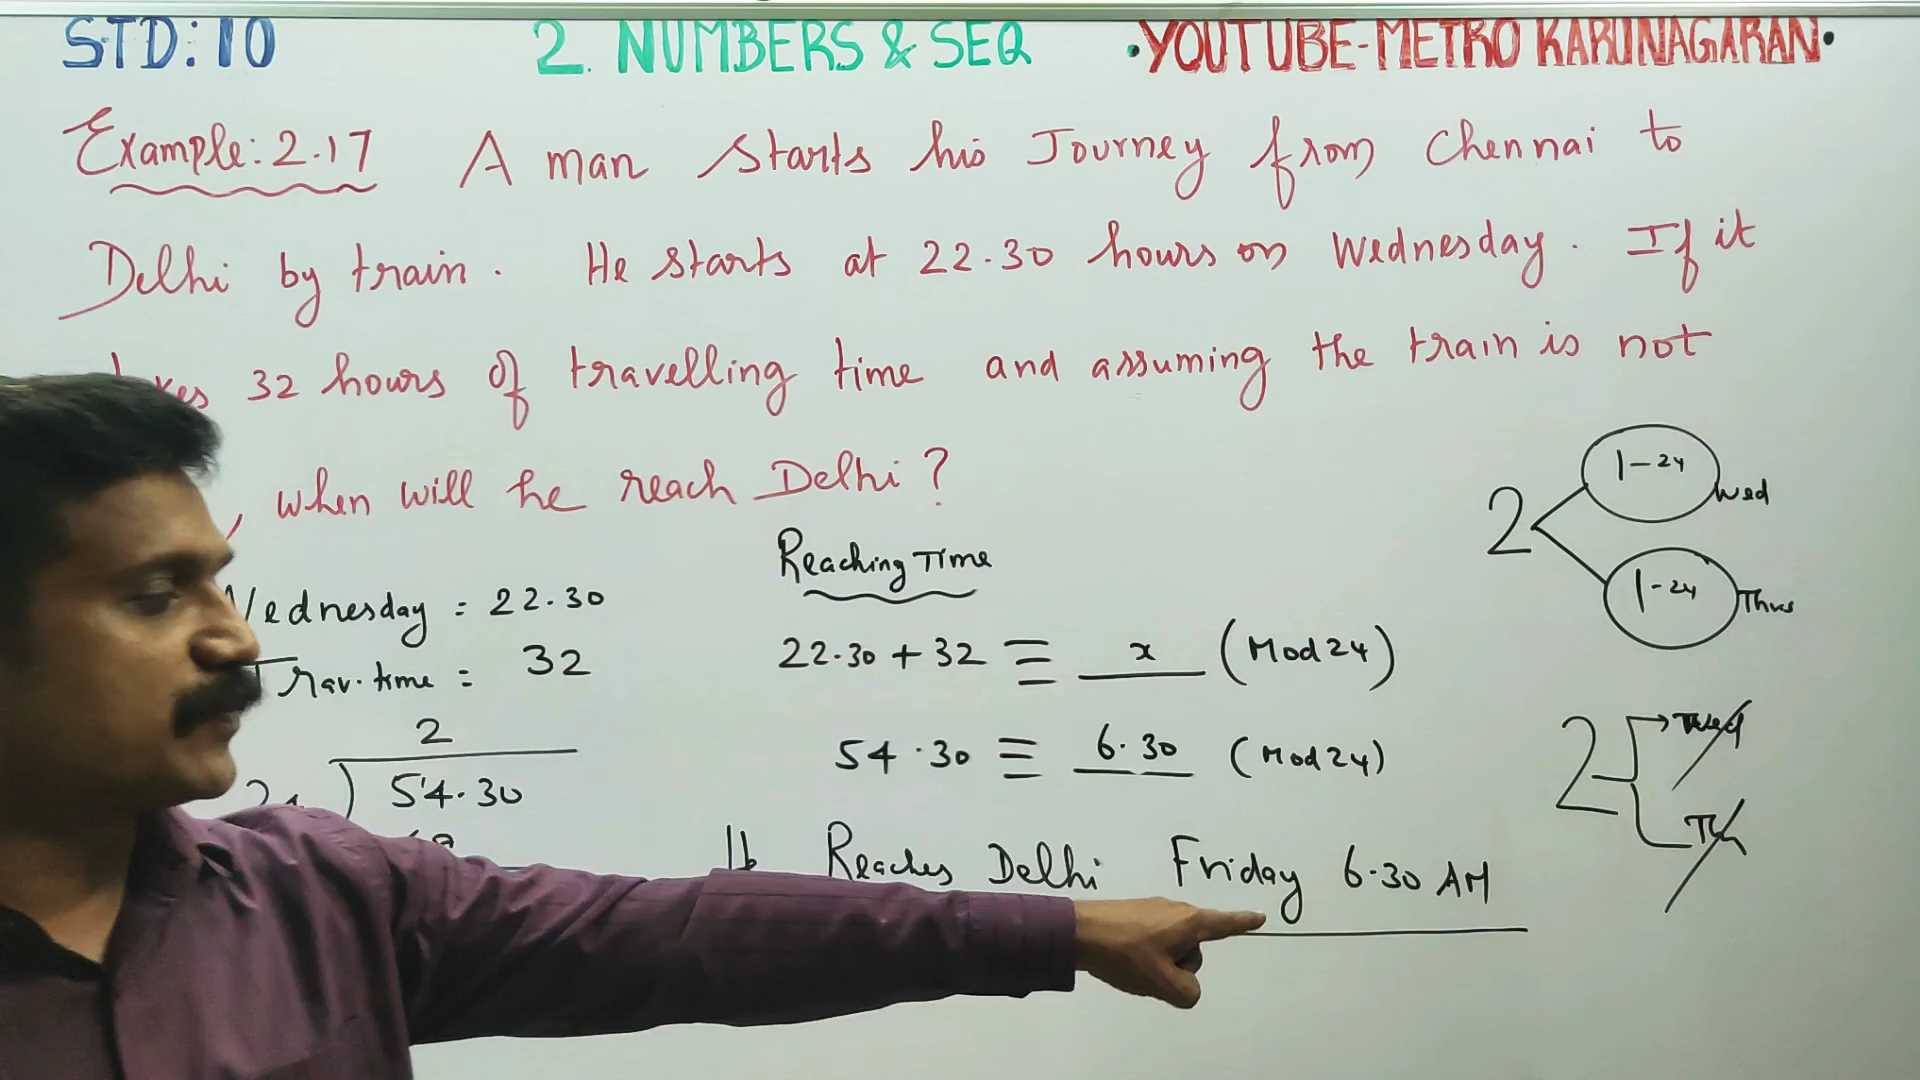 STD:10 2. NUMBERS & SEQ •YOUTUBE-METRO KARUNAGARAN•
Example:2.17 A man starts his Journey from Chennai to
Delhi by train. He starts at 22.30 hours on Wednesday. If it
32 hours of travelling time and assuming the train is not
, when will he reach Delhi?
1-24 Wed
2
1-24 Thus
Reaching Time
Wednesday = 22.30
Trav. time = 32
22.30 + 32 ≡ x (Mod 24)
54.30 ≡ 6.30 (Mod 24)
2
54.30
2
Reaches Delhi Friday 6.30 AM